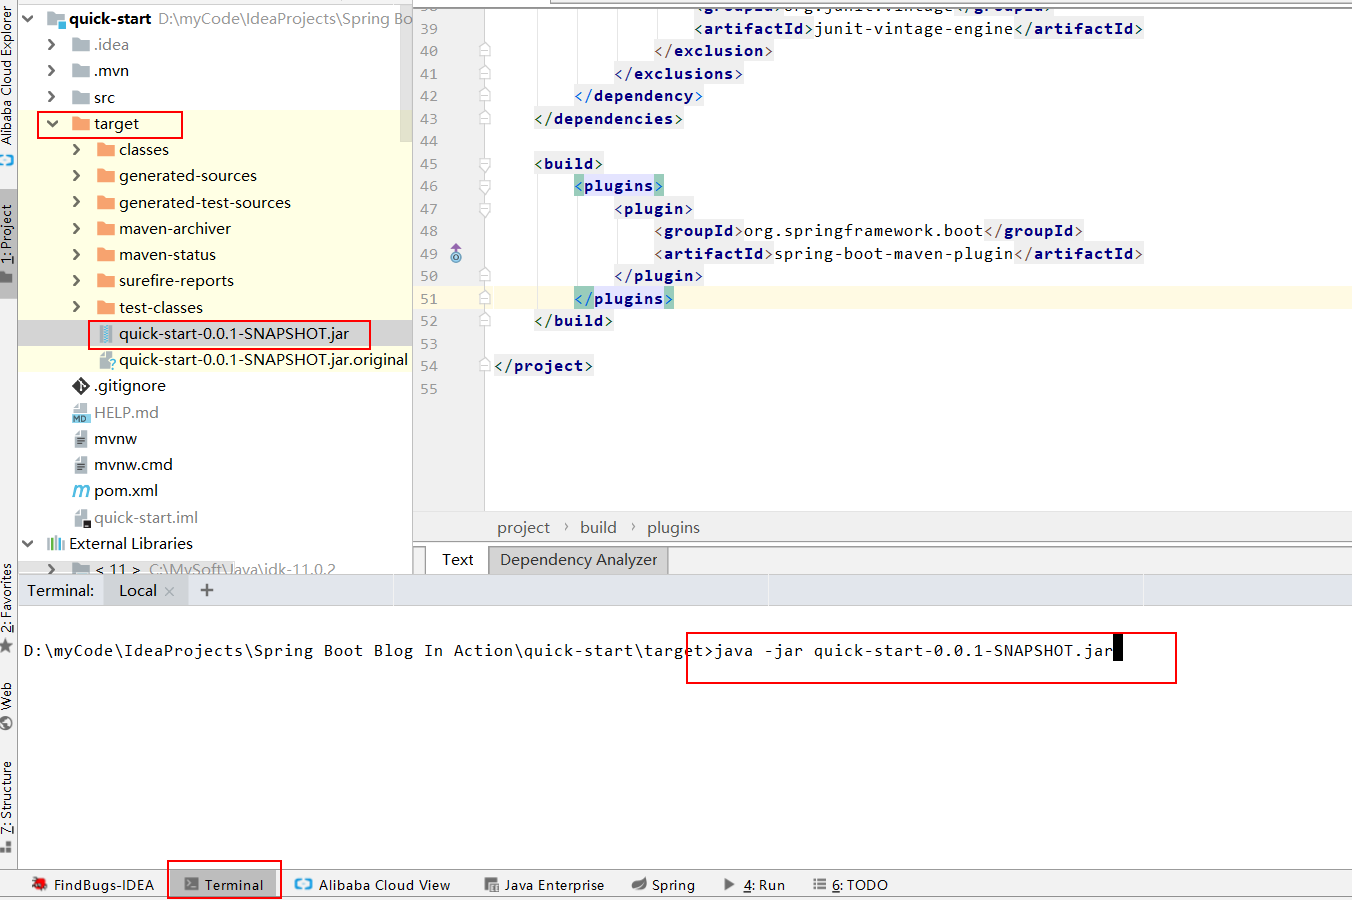 Alibaba Cloud Explorer
1: Project
2: Favorites
Web
7: Structure
quick-start D:\myCode\IdeaProjects\Spring Bo
.idea
.mvn
src
target
classes
generated-sources
generated-test-sources
maven-archiver
maven-status
surefire-reports
test-classes
quick-start-0.0.1-SNAPSHOT.jar
quick-start-0.0.1-SNAPSHOT.jar.original
.gitignore
MD HELP.md
mvnw
mvnw.cmd
m pom.xml
quick-start.iml
External Libraries
< 11 > C:\MySoft\Java\jdk-11.0.2
38 <groupId>org.junit.vintage</groupId>
39 <artifactId>junit-vintage-engine</artifactId>
40 </exclusion>
41 </exclusions>
42 </dependency>
43 </dependencies>
44
45 <build>
46 <plugins>
47 <plugin>
48 <groupId>org.springframework.boot</groupId>
49 <artifactId>spring-boot-maven-plugin</artifactId>
50 </plugin>
51 </plugins>
52 </build>
53
54 </project>
55
project › build › plugins
Text Dependency Analyzer
Terminal: Local × +
D:\myCode\IdeaProjects\Spring Boot Blog In Action\quick-start\target>java -jar quick-start-0.0.1-SNAPSHOT.jar
FindBugs-IDEA Terminal Alibaba Cloud View Java Enterprise Spring 4: Run 6: TODO